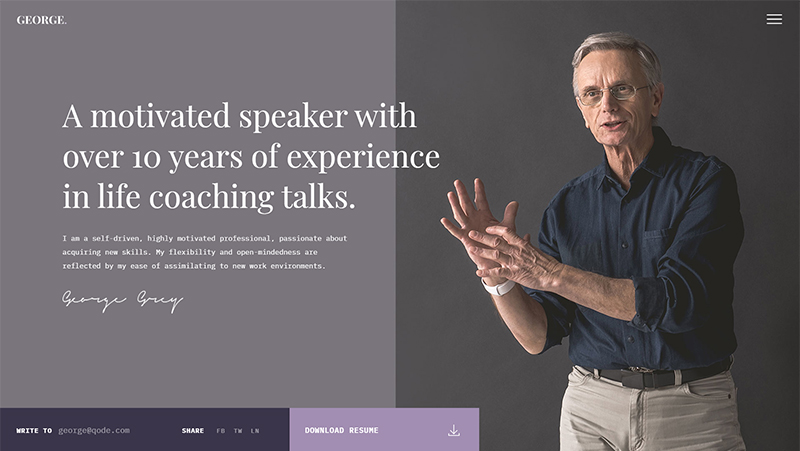 GEORGE.
A motivated speaker with
over 10 years of experience
in life coaching talks.
I am a self-driven, highly motivated professional, passionate about
acquiring new skills. My flexibility and open-mindedness are
reflected by my ease of assimilating to new work environments.
George Grey
WRITE TO george@qode.com
SHARE FB TW LN
DOWNLOAD RESUME